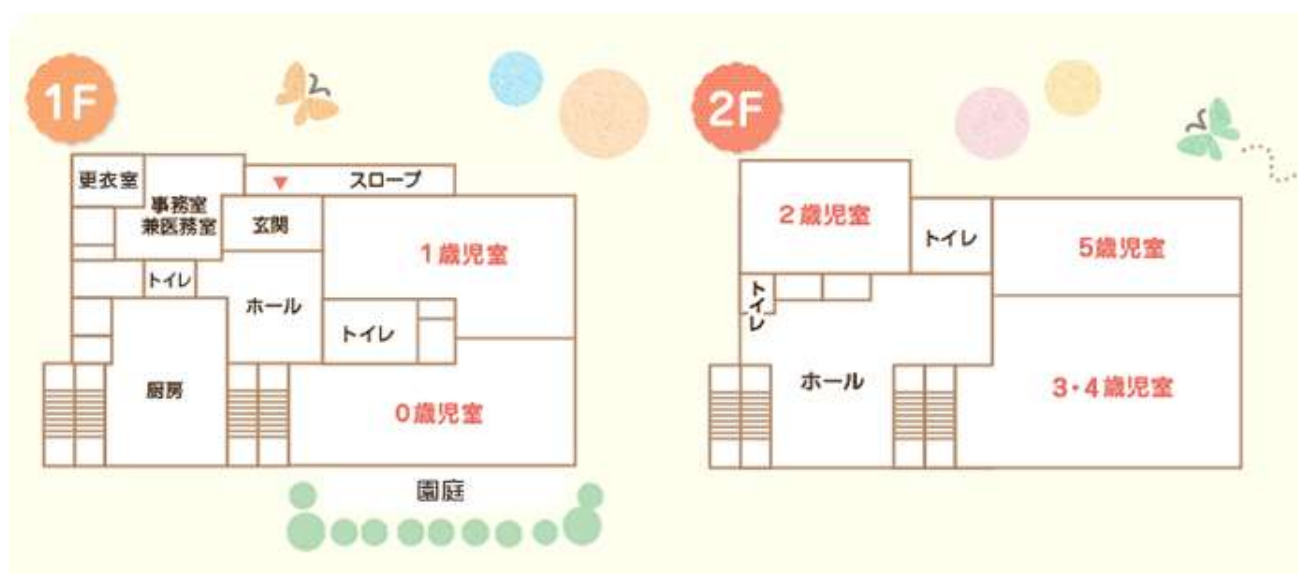 1F
更衣室
事務室
兼医務室
スロープ
玄関
1歳児室
トイレ
ホール
トイレ
厨房
0歳児室
園庭
2F
2歳児室
トイレ
5歳児室
トイレ
ホール
3・4歳児室